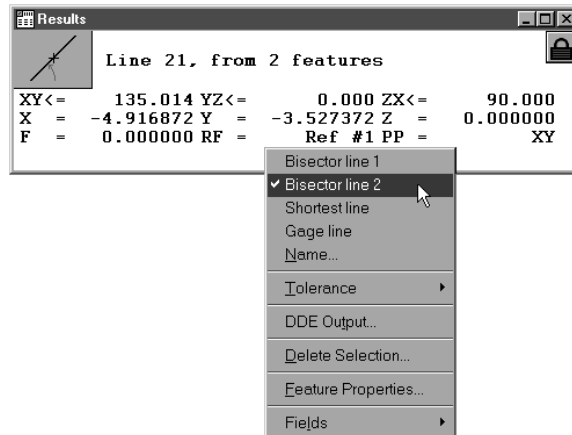 Results
Line 21, from 2 features
XY<= 135.014 YZ<= 0.000 ZX<= 90.000
X = -4.916872 Y = -3.527372 Z = 0.000000
F = 0.000000 RF = Ref #1 PP = XY
Bisector line 1
Bisector line 2
Shortest line
Gage line
Name...
Tolerance
DDE Output...
Delete Selection...
Feature Properties...
Fields